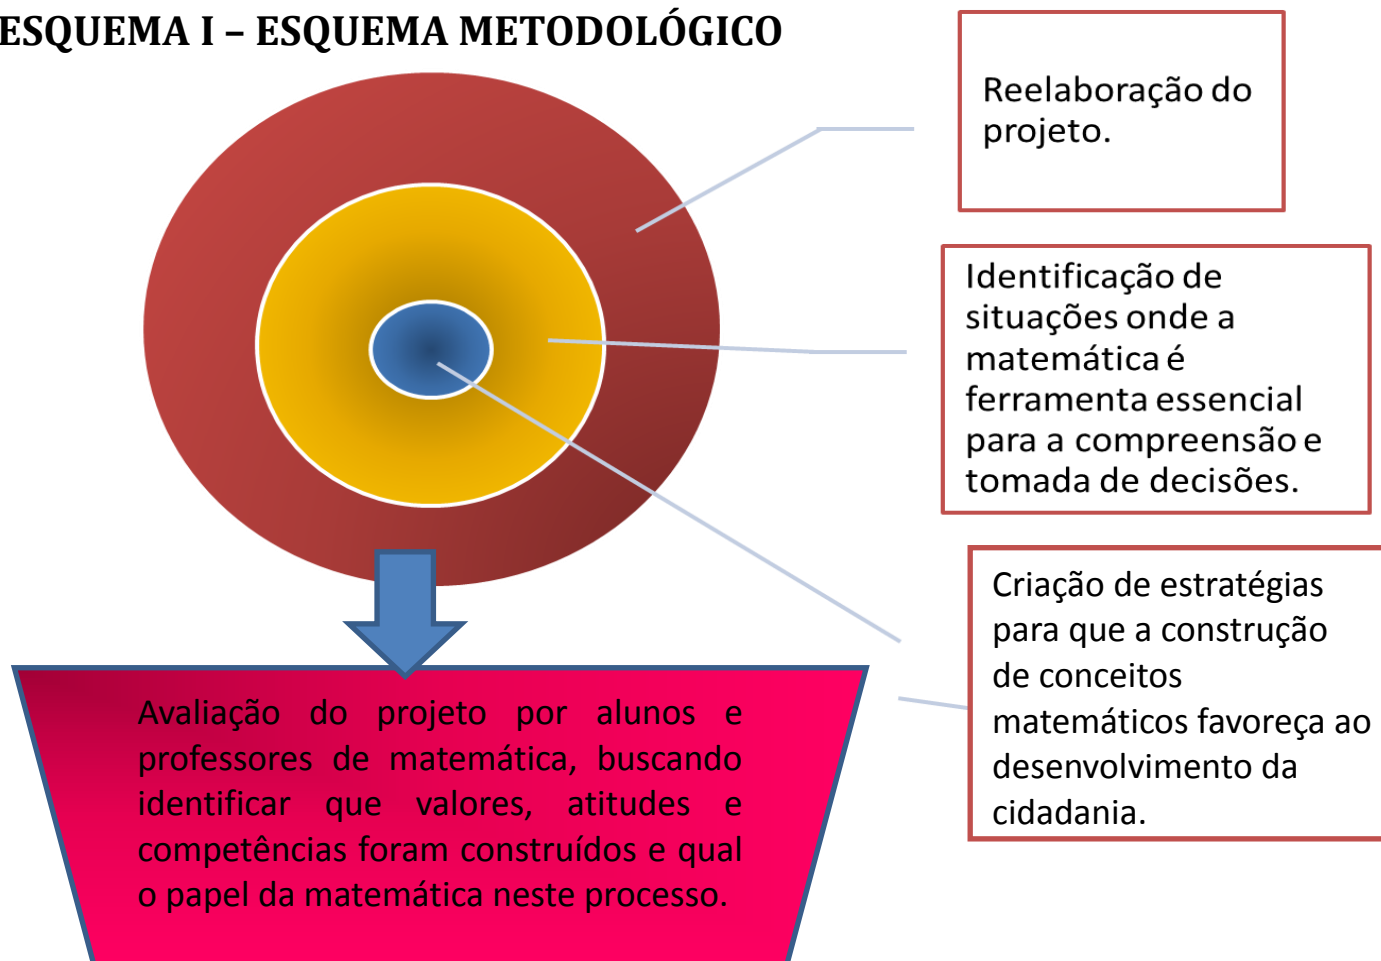 ESQUEMA I – ESQUEMA METODOLÓGICO
Reelaboração do
projeto.
Identificação de
situações onde a
matemática é
ferramenta essencial
para a compreensão e
tomada de decisões.
Criação de estratégias
para que a construção
de conceitos
matemáticos favoreça ao
desenvolvimento da
cidadania.
Avaliação do projeto por alunos e
professores de matemática, buscando
identificar que valores, atitudes e
competências foram construídos e qual
o papel da matemática neste processo.